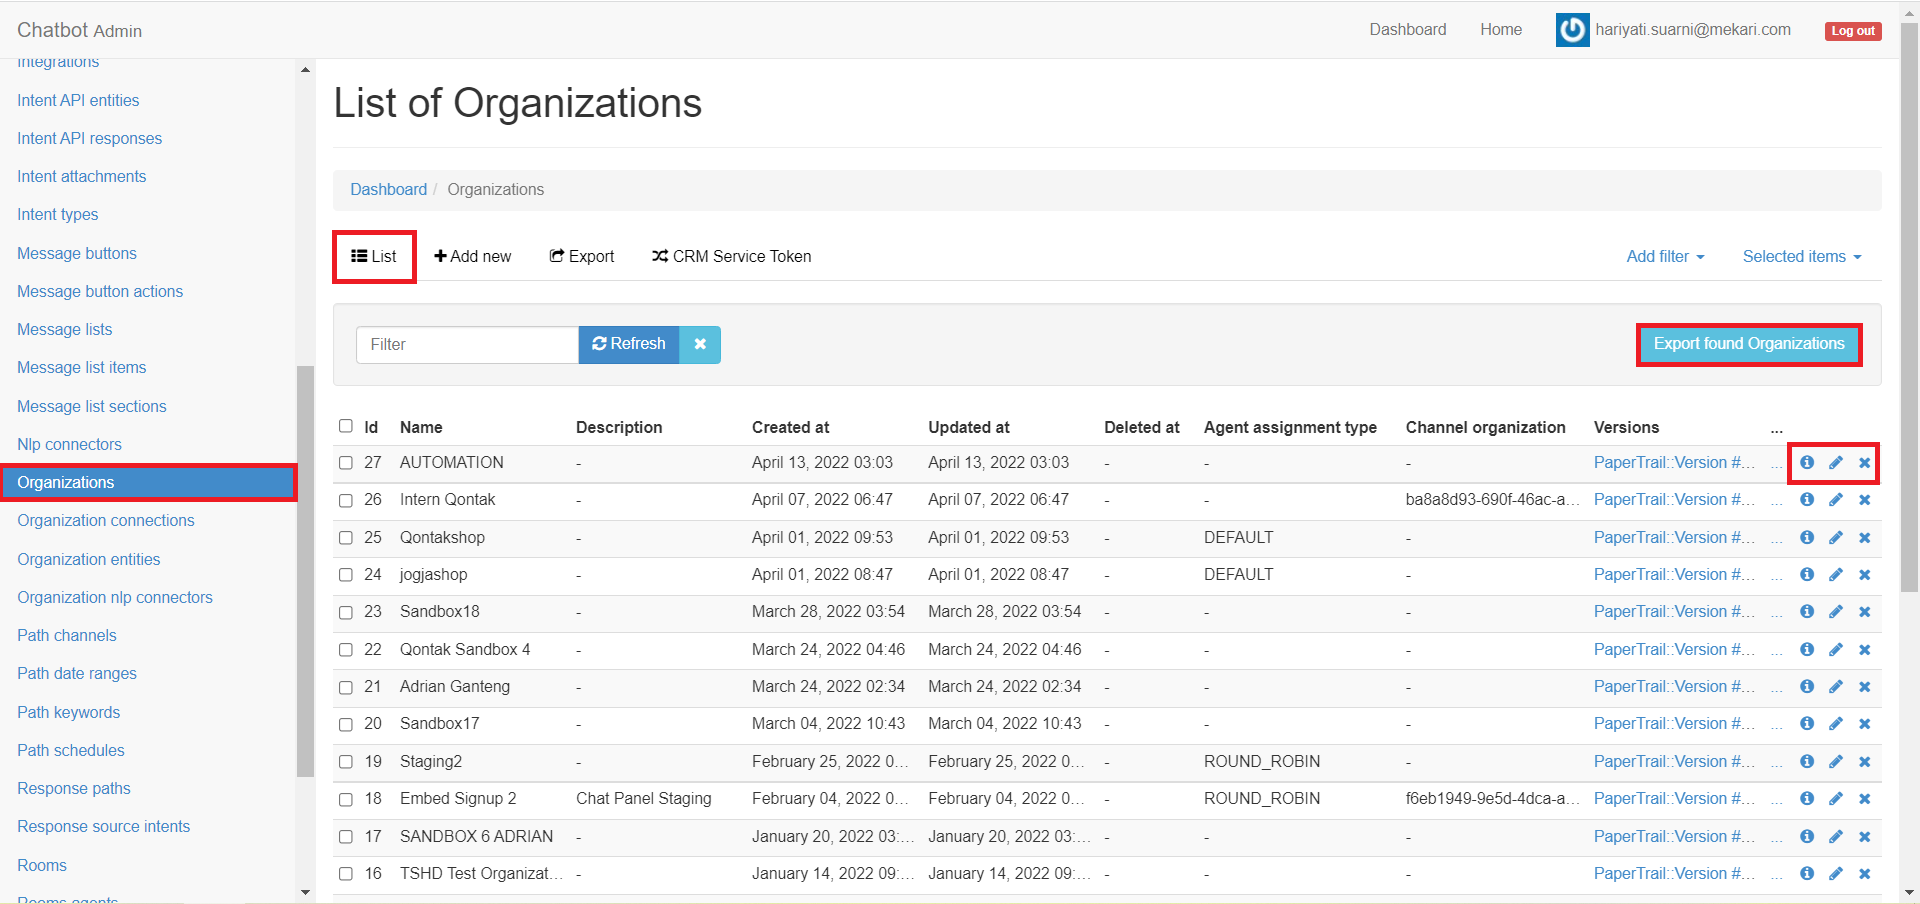 Chatbot Admin
Dashboard Home hariyati.suarni@mekari.com Log out
Integrations
Intent API entities
Intent API responses
Intent attachments
Intent types
Message buttons
Message button actions
Message lists
Message list items
Message list sections
Nlp connectors
Organizations
Organization connections
Organization entities
Organization nlp connectors
Path channels
Path date ranges
Path keywords
Path schedules
Response paths
Response source intents
Rooms
Rooms agents
List of Organizations
Dashboard / Organizations
List Add new Export CRM Service Token Add filter Selected items
Filter Refresh Export found Organizations
Id Name Description Created at Updated at Deleted at Agent assignment type Channel organization Versions ...
27 AUTOMATION - April 13, 2022 03:03 April 13, 2022 03:03 - - - PaperTrail::Version #... ...
26 Intern Qontak - April 07, 2022 06:47 April 07, 2022 06:47 - - ba8a8d93-690f-46ac-a... PaperTrail::Version #... ...
25 Qontakshop - April 01, 2022 09:53 April 01, 2022 09:53 - DEFAULT - PaperTrail::Version #... ...
24 jogjashop - April 01, 2022 08:47 April 01, 2022 08:47 - DEFAULT - PaperTrail::Version #... ...
23 Sandbox18 - March 28, 2022 03:54 March 28, 2022 03:54 - - - PaperTrail::Version #... ...
22 Qontak Sandbox 4 - March 24, 2022 04:46 March 24, 2022 04:46 - - - PaperTrail::Version #... ...
21 Adrian Ganteng - March 24, 2022 02:34 March 24, 2022 02:34 - - - PaperTrail::Version #... ...
20 Sandbox17 - March 04, 2022 10:43 March 04, 2022 10:43 - - - PaperTrail::Version #... ...
19 Staging2 - February 25, 2022 0... February 25, 2022 0... - ROUND_ROBIN - PaperTrail::Version #... ...
18 Embed Signup 2 Chat Panel Staging February 04, 2022 0... February 04, 2022 0... - ROUND_ROBIN f6eb1949-9e5d-4dca-a... PaperTrail::Version #... ...
17 SANDBOX 6 ADRIAN - January 20, 2022 03:... January 20, 2022 03:... - - - PaperTrail::Version #... ...
16 TSHD Test Organizat... - January 14, 2022 09:... January 14, 2022 09:... - - - PaperTrail::Version #... ...